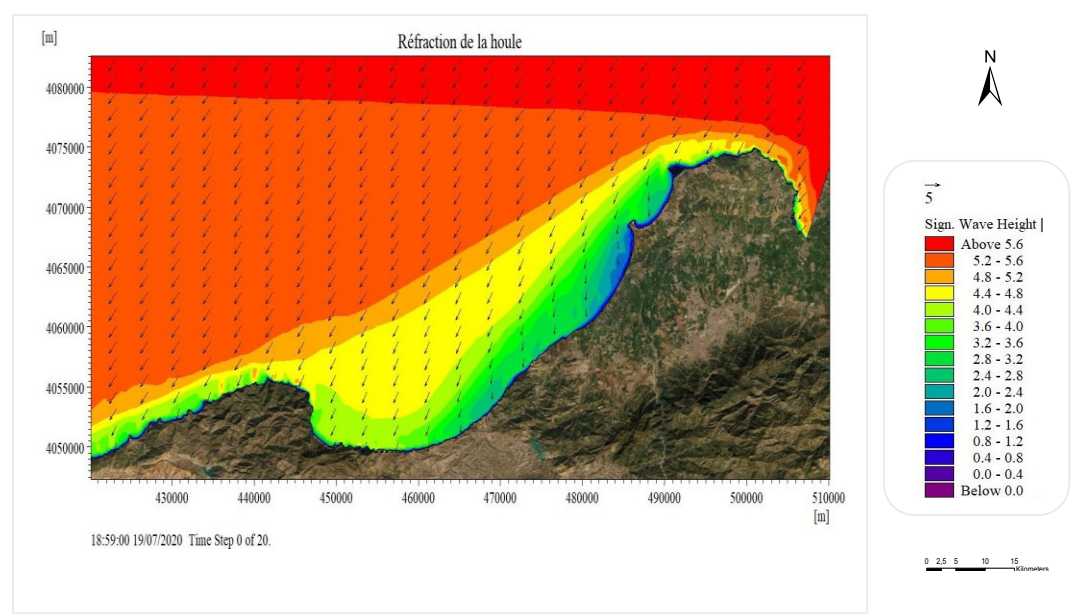 [m]
Réfraction de la houle
4080000
4075000
4070000
4065000
4060000
4055000
4050000
430000 440000 450000 460000 470000 480000 490000 500000 510000
[m]
18:59:00 19/07/2020 Time Step 0 of 20.
N
5
Sign. Wave Height [
Above 5.6
5.2 - 5.6
4.8 - 5.2
4.4 - 4.8
4.0 - 4.4
3.6 - 4.0
3.2 - 3.6
2.8 - 3.2
2.4 - 2.8
2.0 - 2.4
1.6 - 2.0
1.2 - 1.6
0.8 - 1.2
0.4 - 0.8
0.0 - 0.4
Below 0.0
0 2,5 5 10 15
Kilometers